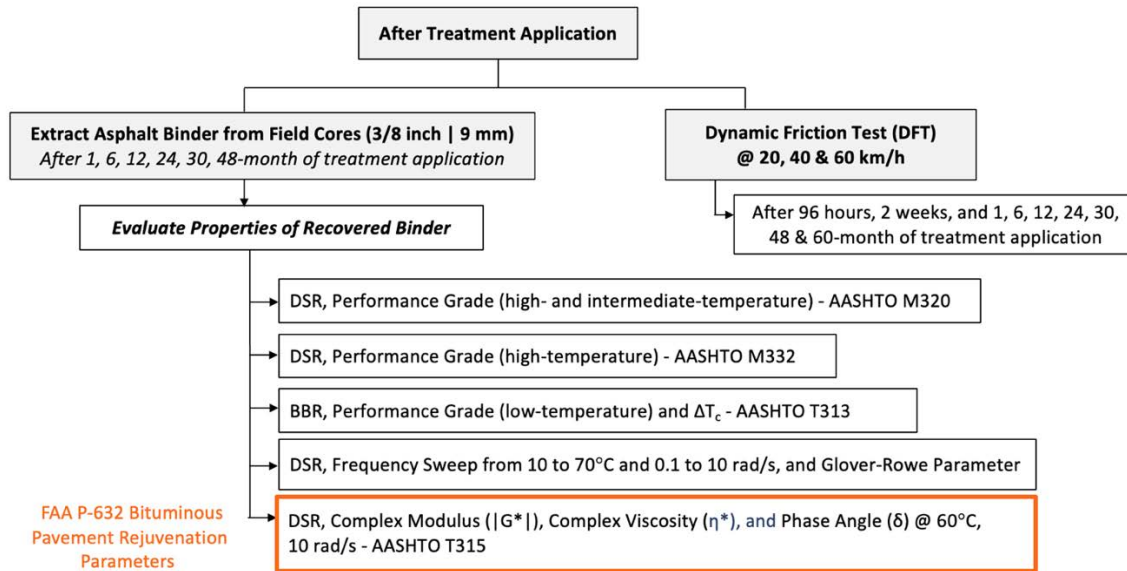 After Treatment Application
Extract Asphalt Binder from Field Cores (3/8 inch | 9 mm)
After 1, 6, 12, 24, 30, 48-month of treatment application
Dynamic Friction Test (DFT)
@ 20, 40 & 60 km/h
Evaluate Properties of Recovered Binder
After 96 hours, 2 weeks, and 1, 6, 12, 24, 30,
48 & 60-month of treatment application
DSR, Performance Grade (high- and intermediate-temperature) - AASHTO M320
DSR, Performance Grade (high-temperature) - AASHTO M332
BBR, Performance Grade (low-temperature) and ΔTc - AASHTO T313
DSR, Frequency Sweep from 10 to 70°C and 0.1 to 10 rad/s, and Glover-Rowe Parameter
FAA P-632 Bituminous
Pavement Rejuvenation
Parameters
DSR, Complex Modulus (|G*|), Complex Viscosity (η*), and Phase Angle (δ) @ 60°C,
10 rad/s - AASHTO T315